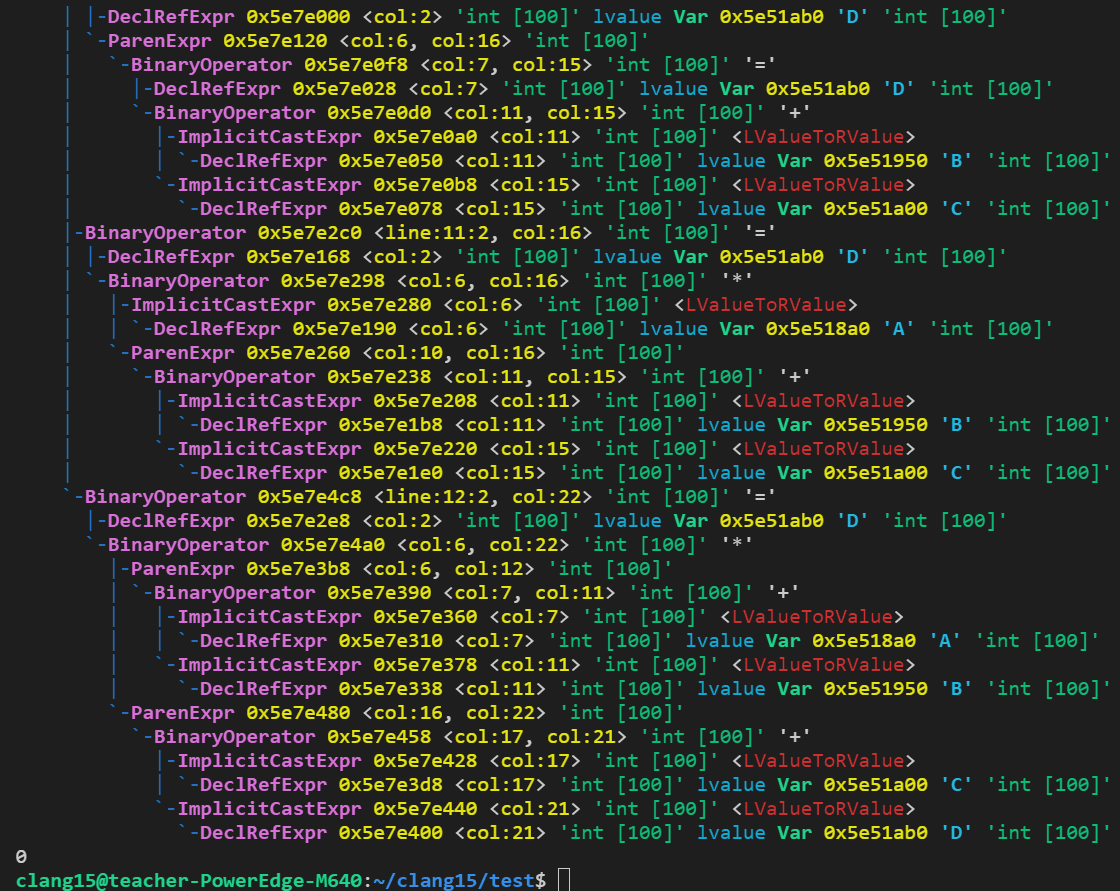 | |-DeclRefExpr 0x5e7e000 <col:2> 'int [100]' lvalue Var 0x5e51ab0 'D' 'int [100]'
| `-ParenExpr 0x5e7e120 <col:6, col:16> 'int [100]'
|   `-BinaryOperator 0x5e7e0f8 <col:7, col:15> 'int [100]' '='
|     |-DeclRefExpr 0x5e7e028 <col:7> 'int [100]' lvalue Var 0x5e51ab0 'D' 'int [100]'
|     `-BinaryOperator 0x5e7e0d0 <col:11, col:15> 'int [100]' '+'
|       |-ImplicitCastExpr 0x5e7e0a0 <col:11> 'int [100]' <LValueToRValue>
|       | `-DeclRefExpr 0x5e7e050 <col:11> 'int [100]' lvalue Var 0x5e51950 'B' 'int [100]'
|       `-ImplicitCastExpr 0x5e7e0b8 <col:15> 'int [100]' <LValueToRValue>
|         `-DeclRefExpr 0x5e7e078 <col:15> 'int [100]' lvalue Var 0x5e51a00 'C' 'int [100]'
|-BinaryOperator 0x5e7e2c0 <line:11:2, col:16> 'int [100]' '='
| |-DeclRefExpr 0x5e7e168 <col:2> 'int [100]' lvalue Var 0x5e51ab0 'D' 'int [100]'
| `-BinaryOperator 0x5e7e298 <col:6, col:16> 'int [100]' '*'
|   |-ImplicitCastExpr 0x5e7e280 <col:6> 'int [100]' <LValueToRValue>
|   | `-DeclRefExpr 0x5e7e190 <col:6> 'int [100]' lvalue Var 0x5e518a0 'A' 'int [100]'
|   `-ParenExpr 0x5e7e260 <col:10, col:16> 'int [100]'
|     `-BinaryOperator 0x5e7e238 <col:11, col:15> 'int [100]' '+'
|       |-ImplicitCastExpr 0x5e7e208 <col:11> 'int [100]' <LValueToRValue>
|       | `-DeclRefExpr 0x5e7e1b8 <col:11> 'int [100]' lvalue Var 0x5e51950 'B' 'int [100]'
|       `-ImplicitCastExpr 0x5e7e220 <col:15> 'int [100]' <LValueToRValue>
|         `-DeclRefExpr 0x5e7e1e0 <col:15> 'int [100]' lvalue Var 0x5e51a00 'C' 'int [100]'
`-BinaryOperator 0x5e7e4c8 <line:12:2, col:22> 'int [100]' '='
  |-DeclRefExpr 0x5e7e2e8 <col:2> 'int [100]' lvalue Var 0x5e51ab0 'D' 'int [100]'
  `-BinaryOperator 0x5e7e4a0 <col:6, col:22> 'int [100]' '*'
    |-ParenExpr 0x5e7e3b8 <col:6, col:12> 'int [100]'
    | `-BinaryOperator 0x5e7e390 <col:7, col:11> 'int [100]' '+'
    |   |-ImplicitCastExpr 0x5e7e360 <col:7> 'int [100]' <LValueToRValue>
    |   | `-DeclRefExpr 0x5e7e310 <col:7> 'int [100]' lvalue Var 0x5e518a0 'A' 'int [100]'
    |   `-ImplicitCastExpr 0x5e7e378 <col:11> 'int [100]' <LValueToRValue>
    |     `-DeclRefExpr 0x5e7e338 <col:11> 'int [100]' lvalue Var 0x5e51950 'B' 'int [100]'
    `-ParenExpr 0x5e7e480 <col:16, col:22> 'int [100]'
      `-BinaryOperator 0x5e7e458 <col:17, col:21> 'int [100]' '+'
        |-ImplicitCastExpr 0x5e7e428 <col:17> 'int [100]' <LValueToRValue>
        | `-DeclRefExpr 0x5e7e3d8 <col:17> 'int [100]' lvalue Var 0x5e51a00 'C' 'int [100]'
        `-ImplicitCastExpr 0x5e7e440 <col:21> 'int [100]' <LValueToRValue>
          `-DeclRefExpr 0x5e7e400 <col:21> 'int [100]' lvalue Var 0x5e51ab0 'D' 'int [100]'
0
clang15@teacher-PowerEdge-M640:~/clang15/test$